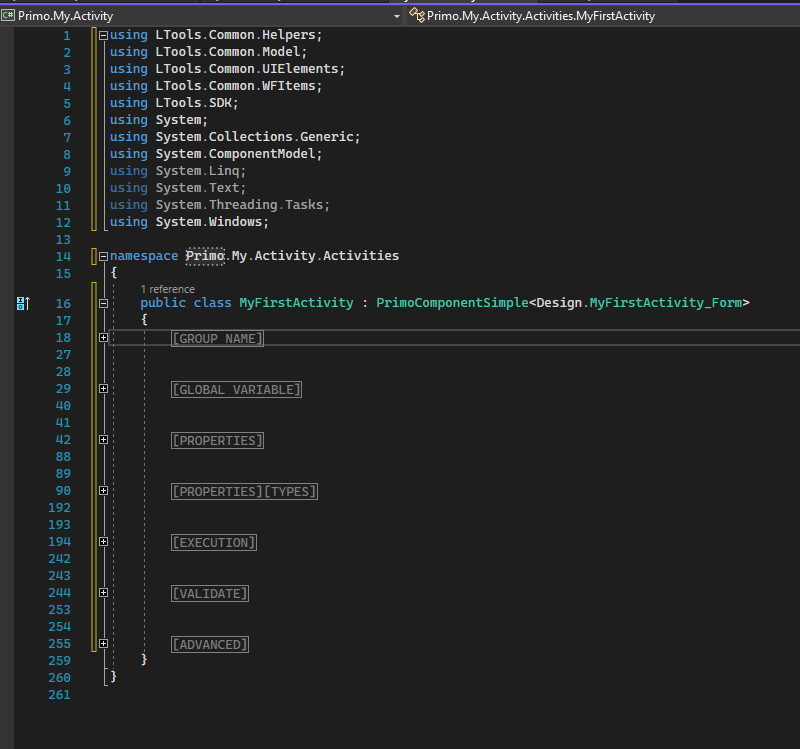 C# Primo.My.Activity Primo.My.Activity.Activities.MyFirstActivity
1 using LTools.Common.Helpers;
2 using LTools.Common.Model;
3 using LTools.Common.UIElements;
4 using LTools.Common.WFItems;
5 using LTools.SDK;
6 using System;
7 using System.Collections.Generic;
8 using System.ComponentModel;
9 using System.Linq;
10 using System.Text;
11 using System.Threading.Tasks;
12 using System.Windows;
13
14 namespace Primo.My.Activity.Activities
15 {
1 reference
16 public class MyFirstActivity : PrimoComponentSimple<Design.MyFirstActivity_Form>
17 {
18 [GROUP NAME]
27
28
29 [GLOBAL VARIABLE]
40
41
42 [PROPERTIES]
88
89
90 [PROPERTIES][TYPES]
192
193
194 [EXECUTION]
242
243
244 [VALIDATE]
253
254
255 [ADVANCED]
259 }
260 }
261